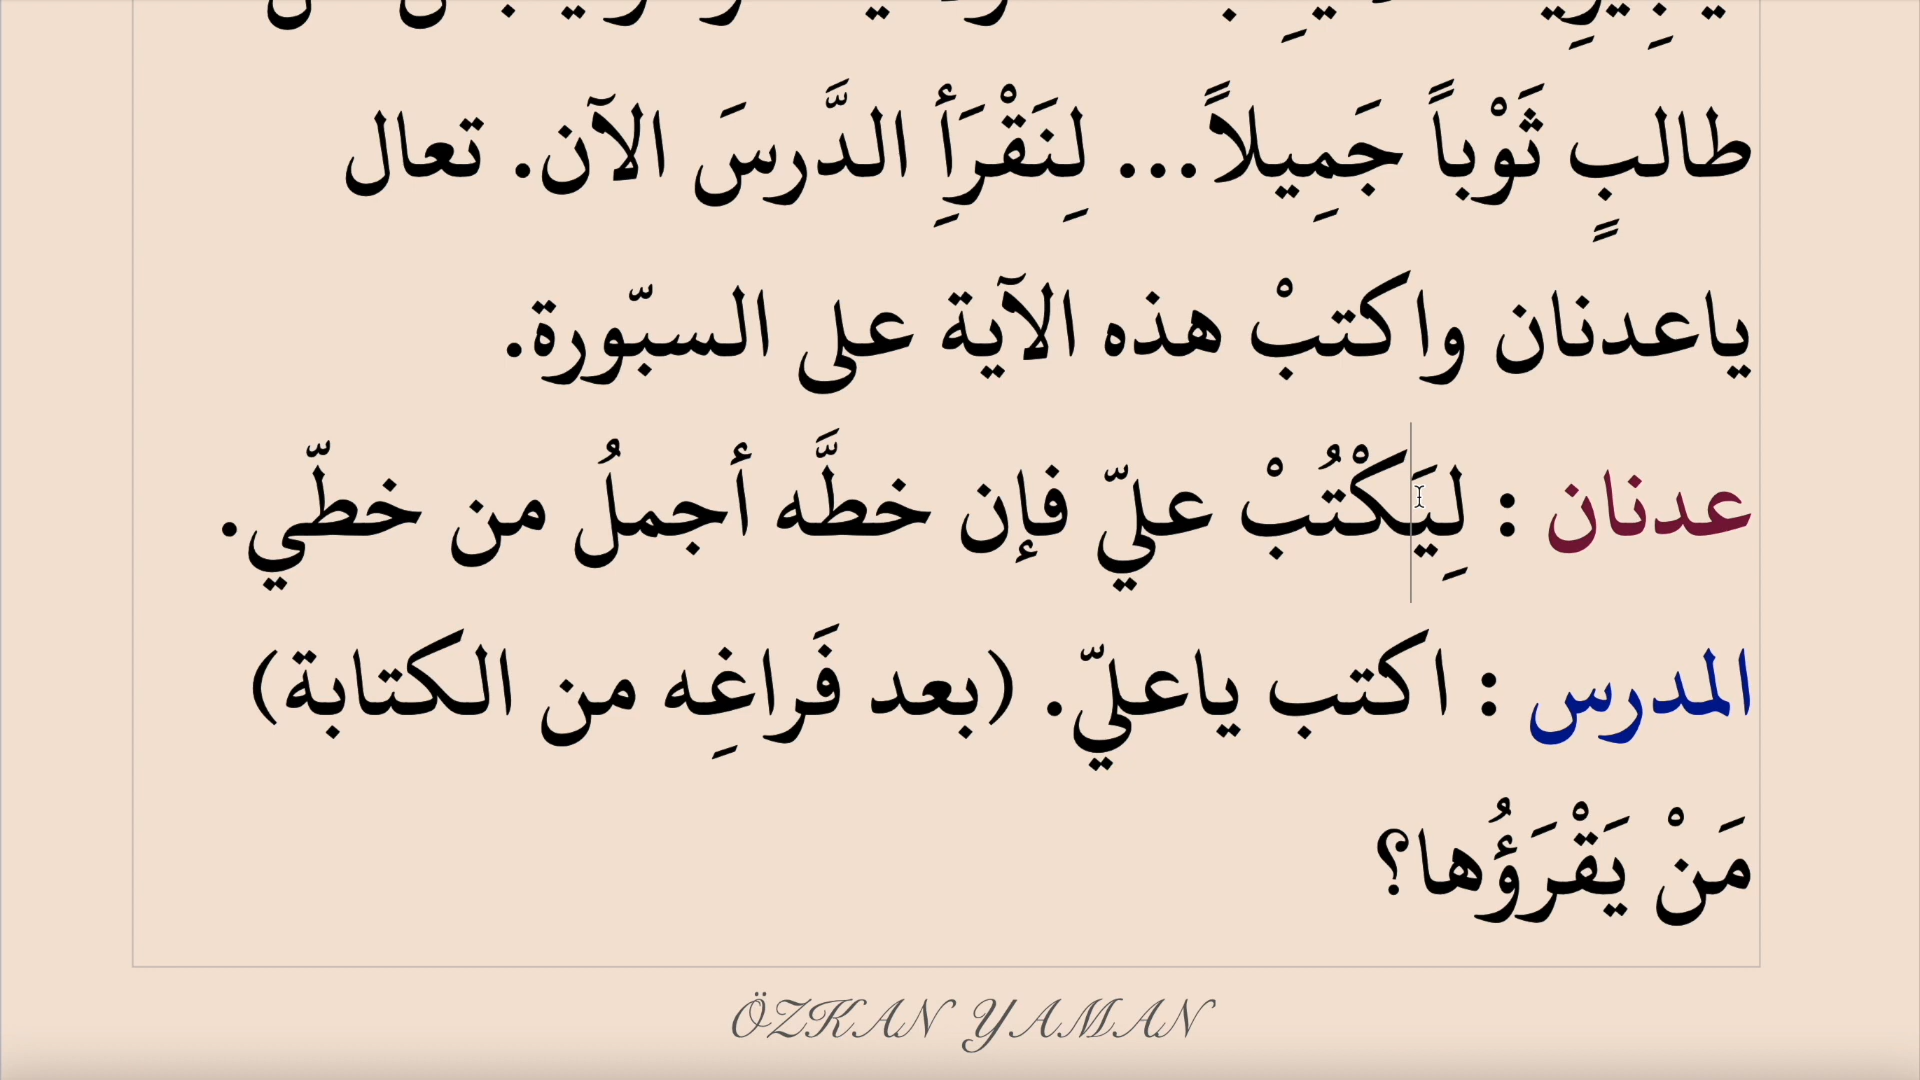 طالبٍ ثَوْباً جَمِيلاً... لِنَقْرَأِ الدَّرسَ الآن. تعال
ياعدنان واكتبْ هذه الآية على السبّورة.
عدنان : لِيَكْتُبْ عليّ فإن خطَّه أجملُ من خطّي.
المدرس : اكتب ياعليّ. (بعد فَراغِه من الكتابة)
مَنْ يَقْرَؤُها؟
ÖZKAN YAMAN